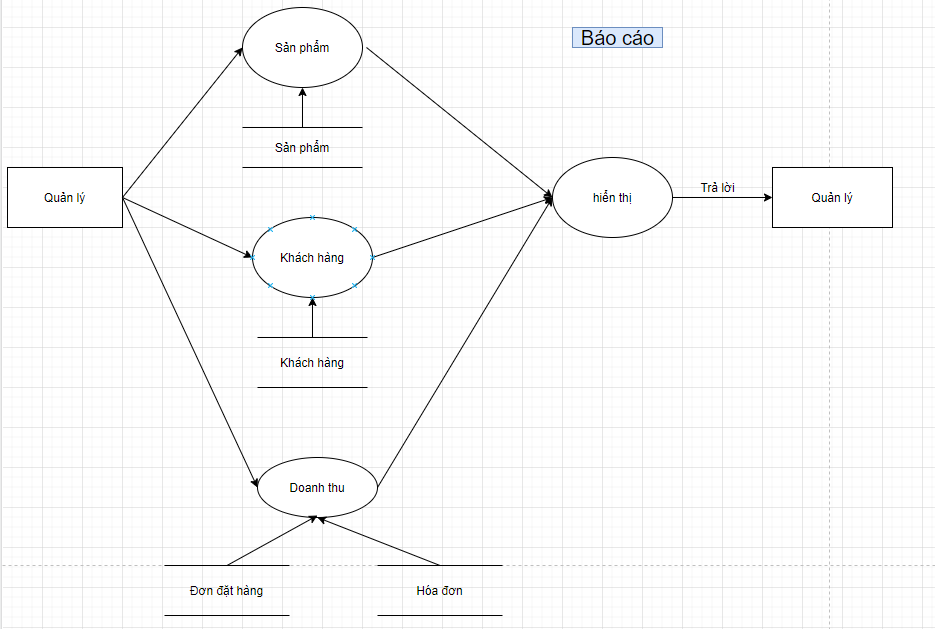 Báo cáo
Sản phẩm
Sản phẩm
Quản lý
Khách hàng
Khách hàng
Doanh thu
Đơn đặt hàng
Hóa đơn
hiển thị
Trả lời
Quản lý